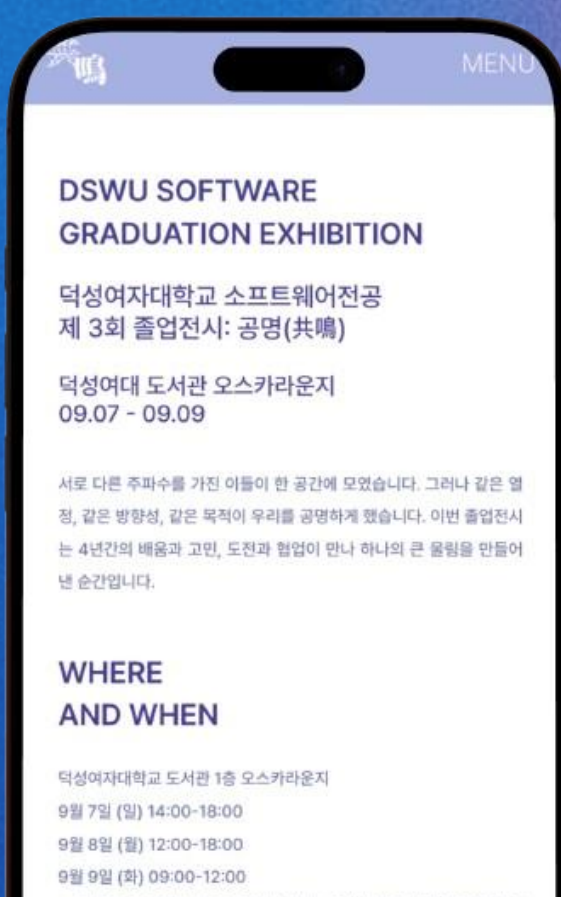 共鳴
MENU
DSWU SOFTWARE
GRADUATION EXHIBITION
덕성여자대학교 소프트웨어전공
제 3회 졸업전시: 공명(共鳴)
덕성여대 도서관 오스카라운지
09.07 - 09.09
서로 다른 주파수를 가진 이들이 한 공간에 모였습니다. 그러나 같은 열
정, 같은 방향성, 같은 목적이 우리를 공명하게 했습니다. 이번 졸업전시
는 4년간의 배움과 고민, 도전과 협업이 만나 하나의 큰 울림을 만들어
낸 순간입니다.
WHERE
AND WHEN
덕성여자대학교 도서관 1층 오스카라운지
9월 7일 (일) 14:00-18:00
9월 8일 (월) 12:00-18:00
9월 9일 (화) 09:00-12:00